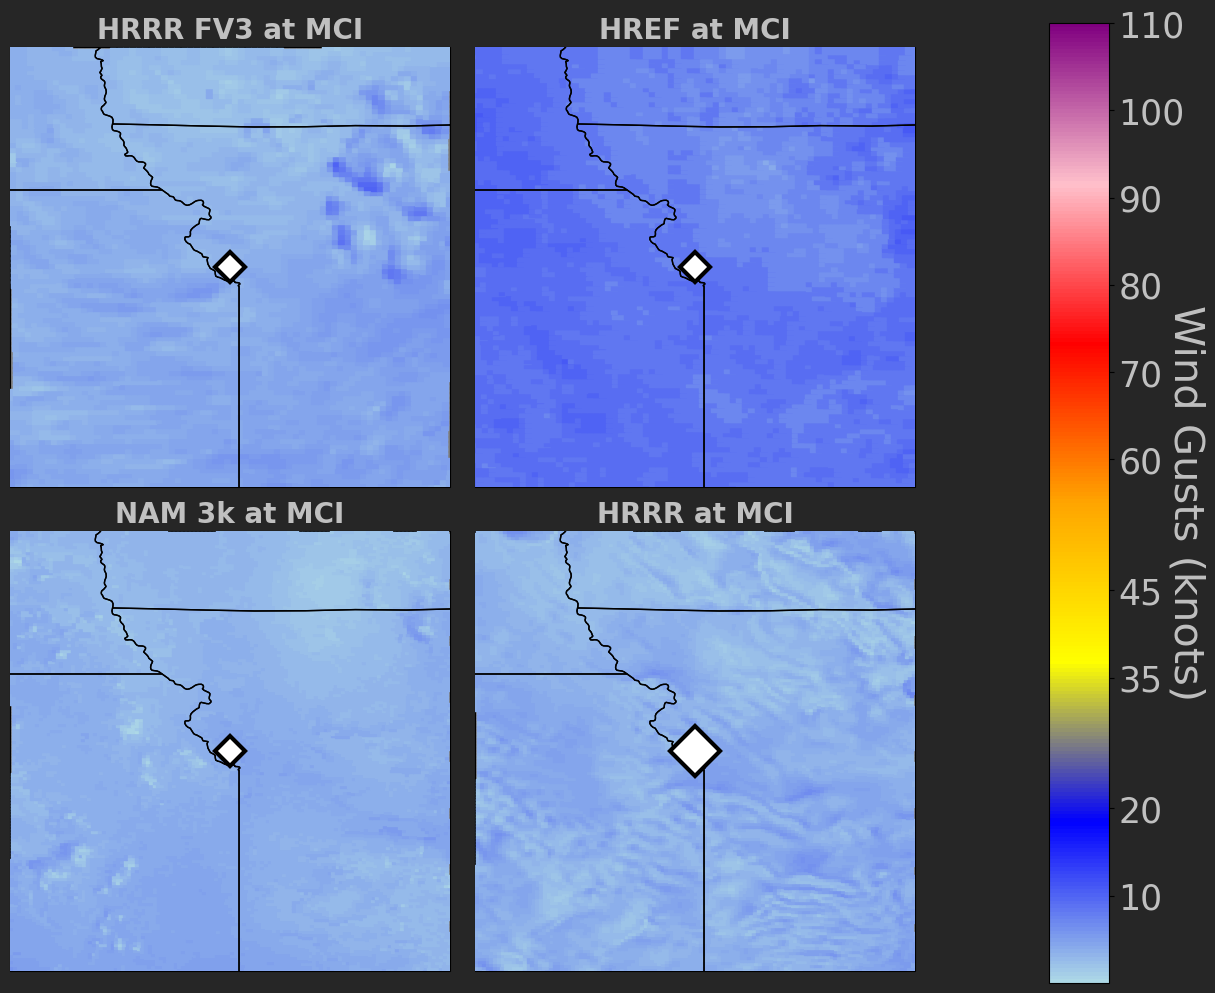 HRRR FV3 at MCI
HREF at MCI
NAM 3k at MCI
HRRR at MCI
110
100
90
80
70
60
45
35
20
10
Wind Gusts (knots)